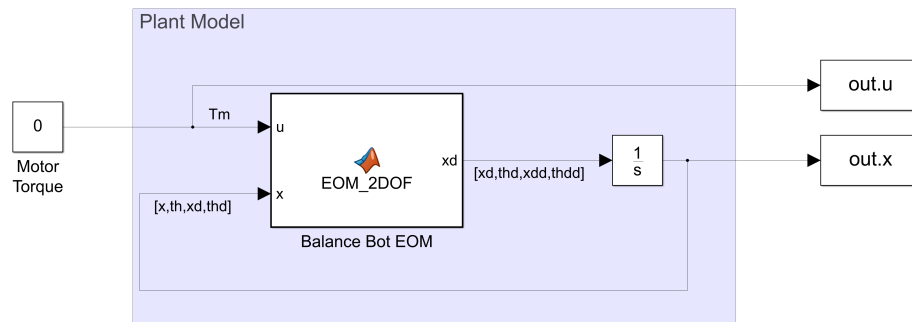 Plant Model
out.u
Tm
0
u
Motor
Torque
EOM_2DOF
xd
1
s
[xd,thd,xdd,thdd]
out.x
x
[x,th,xd,thd]
Balance Bot EOM